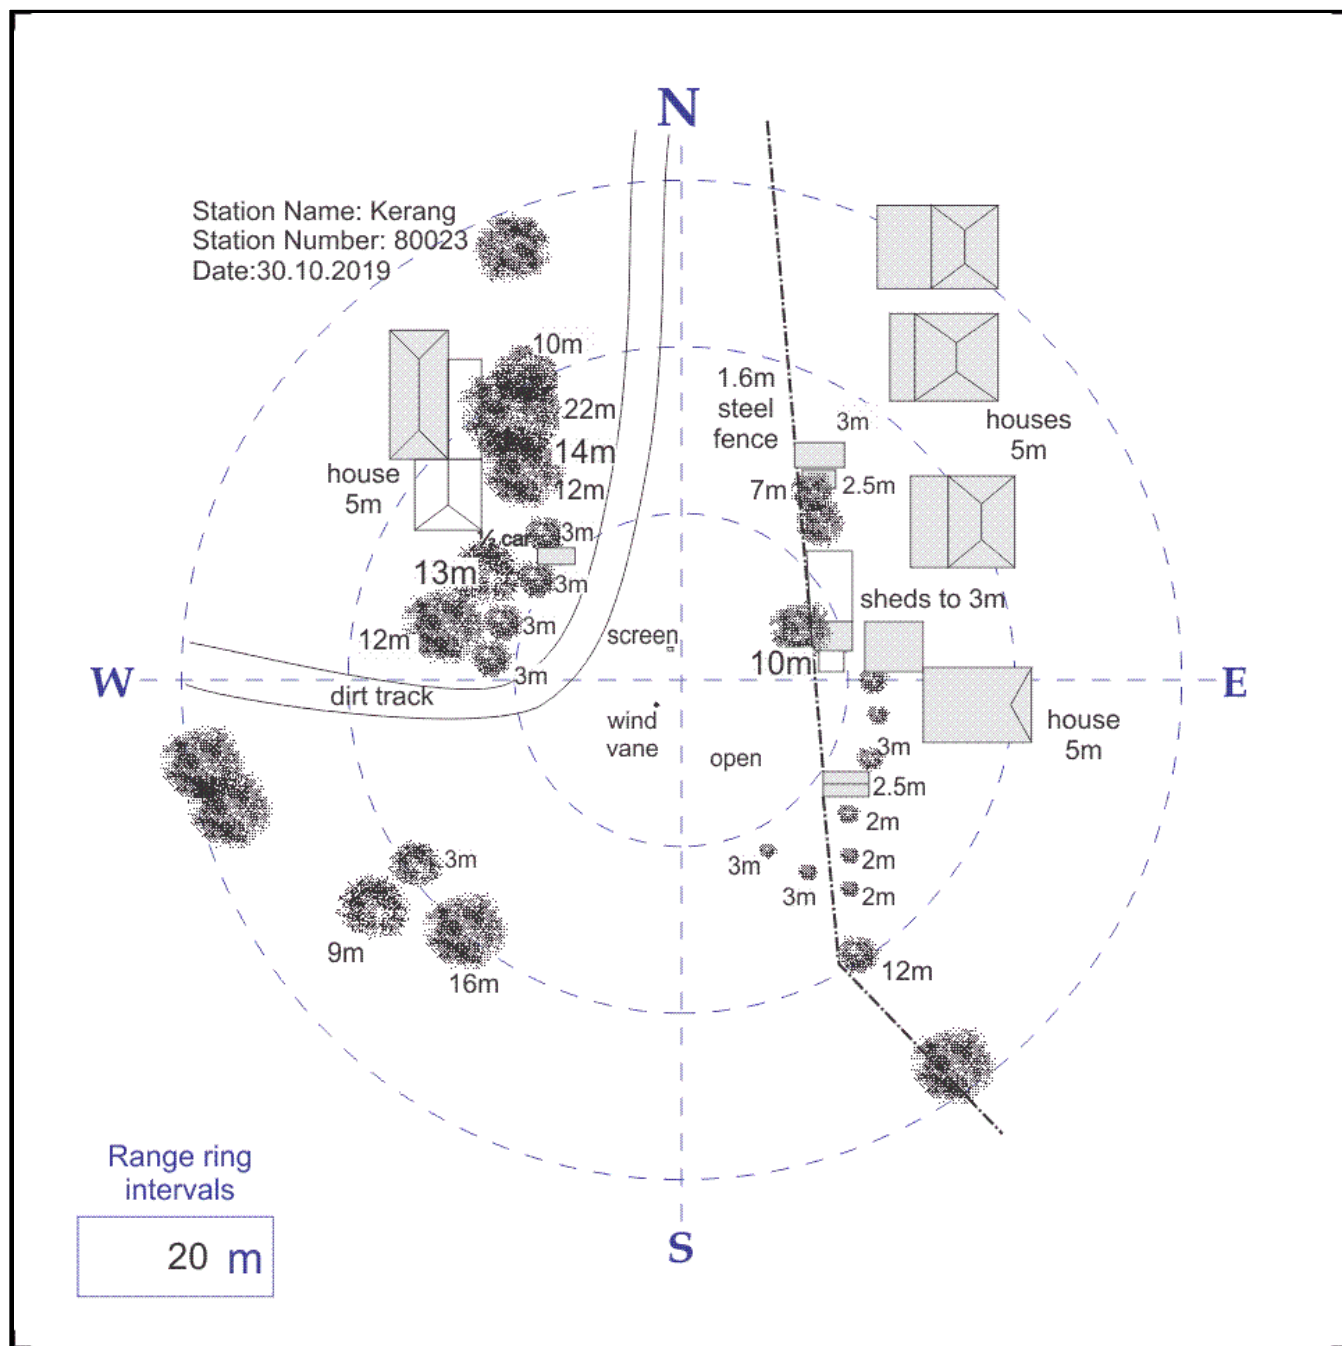 N
Station Name: Kerang
Station Number: 80023
Date:30.10.2019
10m
22m
14m
12m
house
5m
½ car
3m
13m
3m
12m
3m
3m
1.6m
steel
fence
3m
7m
2.5m
houses
5m
sheds to 3m
screen
10m
W
E
dirt track
wind
vane
open
house
5m
3m
2.5m
2m
3m
2m
3m
2m
3m
9m
16m
12m
Range ring
intervals
20 m
S